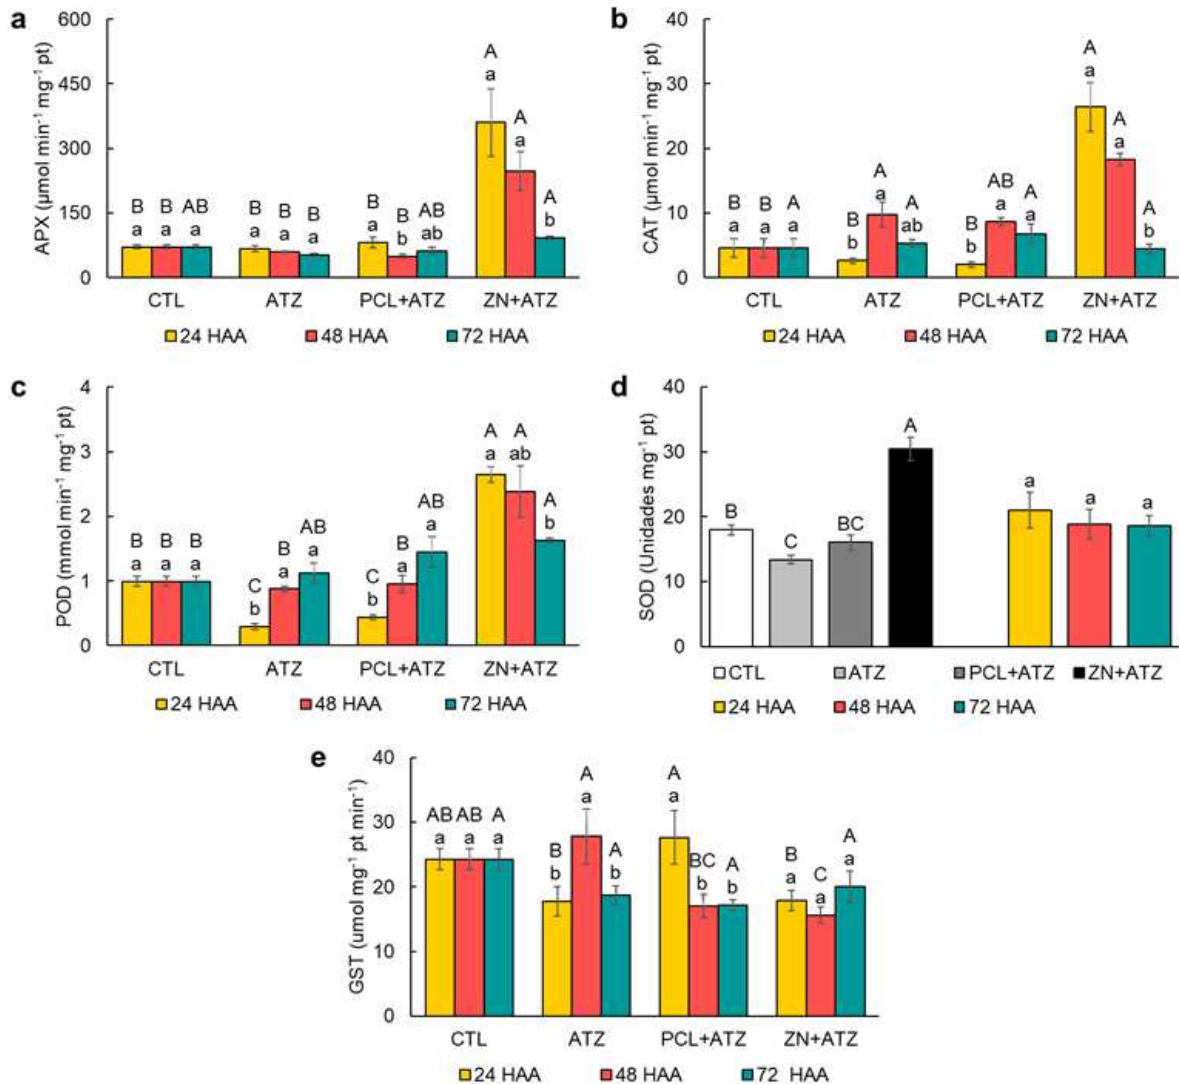 a
APX (µmol min⁻¹ mg⁻¹ pt)
600
450
300
150
0
B B AB
a a a
B B B
a a a
B B AB
a b ab
A A A
a a b
CTL ATZ PCL+ATZ ZN+ATZ
24 HAA 48 HAA 72 HAA
b
CAT (µmol min⁻¹ mg⁻¹ pt)
40
30
20
10
0
B B A
a a a
B A A
b a ab
B AB A
b a a
A A A
a a b
CTL ATZ PCL+ATZ ZN+ATZ
24 HAA 48 HAA 72 HAA
c
POD (mmol min⁻¹ mg⁻¹ pt)
4
3
2
1
0
B B B
a a a
C B AB
b a a
C B AB
b a a
A A A
a ab b
CTL ATZ PCL+ATZ ZN+ATZ
24 HAA 48 HAA 72 HAA
d
SOD (Unidades mg⁻¹ pt)
40
30
20
10
0
B C BC A a a a
CTL ATZ PCL+ATZ ZN+ATZ
24 HAA 48 HAA 72 HAA
e
GST (umol mg⁻¹ pt min⁻¹)
40
30
20
10
0
AB AB A
a a a
B A A
b a b
A BC A
a b b
B C A
a a a
CTL ATZ PCL+ATZ ZN+ATZ
24 HAA 48 HAA 72 HAA